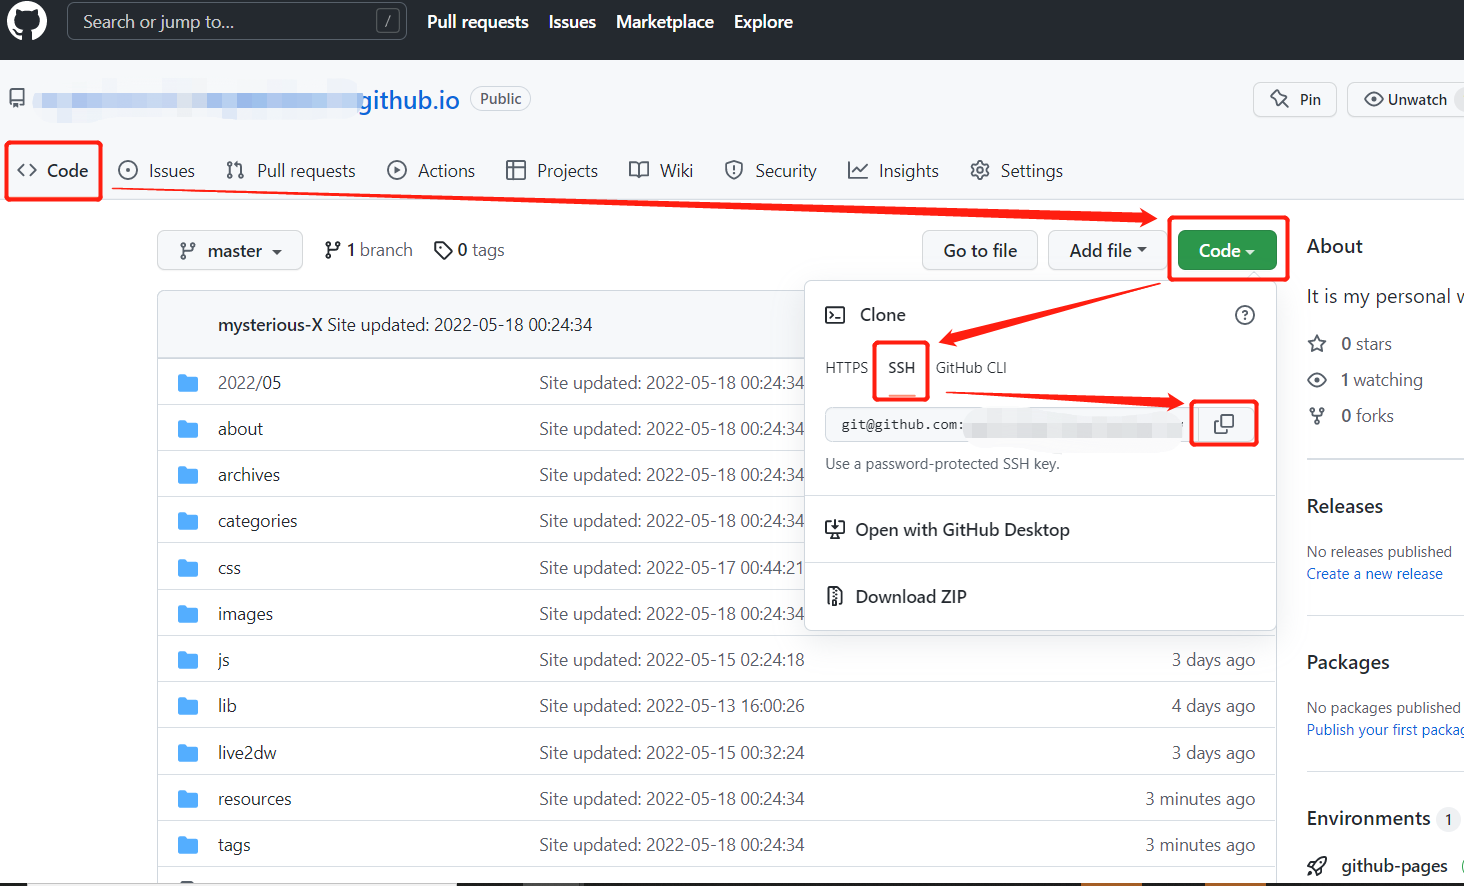 Search or jump to... / Pull requests Issues Marketplace Explore
github.io Public Pin Unwatch
Code Issues Pull requests Actions Projects Wiki Security Insights Settings
master 1 branch 0 tags Go to file Add file Code About
It is my personal
mysterious-X Site updated: 2022-05-18 00:24:34
Clone
HTTPS SSH GitHub CLI
git@github.com:
Use a password-protected SSH key.
Open with GitHub Desktop
Download ZIP
0 stars
1 watching
0 forks
2022/05 Site updated: 2022-05-18 00:24:34
about Site updated: 2022-05-18 00:24:34
archives Site updated: 2022-05-18 00:24:34
categories Site updated: 2022-05-18 00:24:34
css Site updated: 2022-05-17 00:44:21
images Site updated: 2022-05-18 00:24:34
js Site updated: 2022-05-15 02:24:18 3 days ago
lib Site updated: 2022-05-13 16:00:26 4 days ago
live2dw Site updated: 2022-05-15 00:32:24 3 days ago
resources Site updated: 2022-05-18 00:24:34 3 minutes ago
tags Site updated: 2022-05-18 00:24:34 3 minutes ago
Releases
No releases published
Create a new release
Packages
No packages published
Publish your first
Environments 1
github-pages